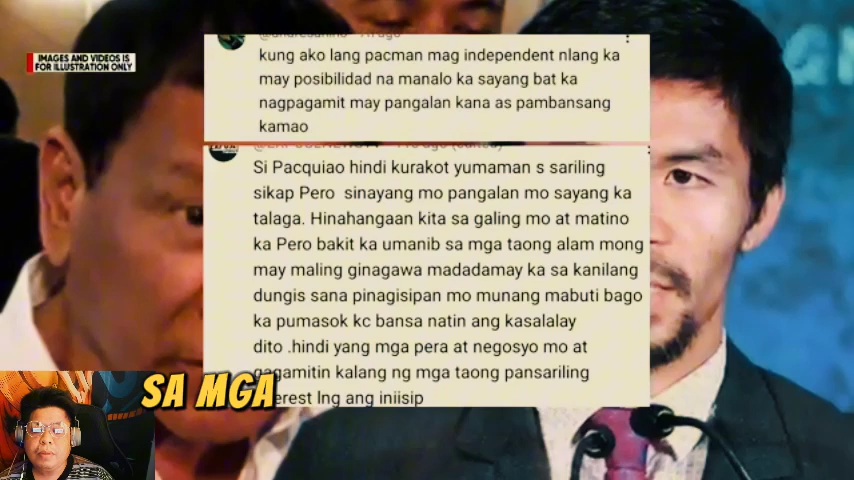 IMAGES AND VIDEOS IS
FOR ILLUSTRATION ONLY
kung ako lang pacman mag independent nlang ka
may posibilidad na manalo ka sayang bat ka
nagpagamit may pangalan kana as pambansang
kamao
Si Pacquiao hindi kurakot yumaman s sariling
sikap Pero sinayang mo pangalan mo sayang ka
talaga. Hinahangaan kita sa galing mo at matino
ka Pero bakit ka umanib sa mga taong alam mong
may maling ginagawa madadamay ka sa kanilang
dungis sana pinagisipan mo munang mabuti bago
ka pumasok kc bansa natin ang kasalalay
dito .hindi yang mga pera at negosyo mo at
gagamitin kalang ng mga taong pansariling
lng ang iniisip
SA MGA